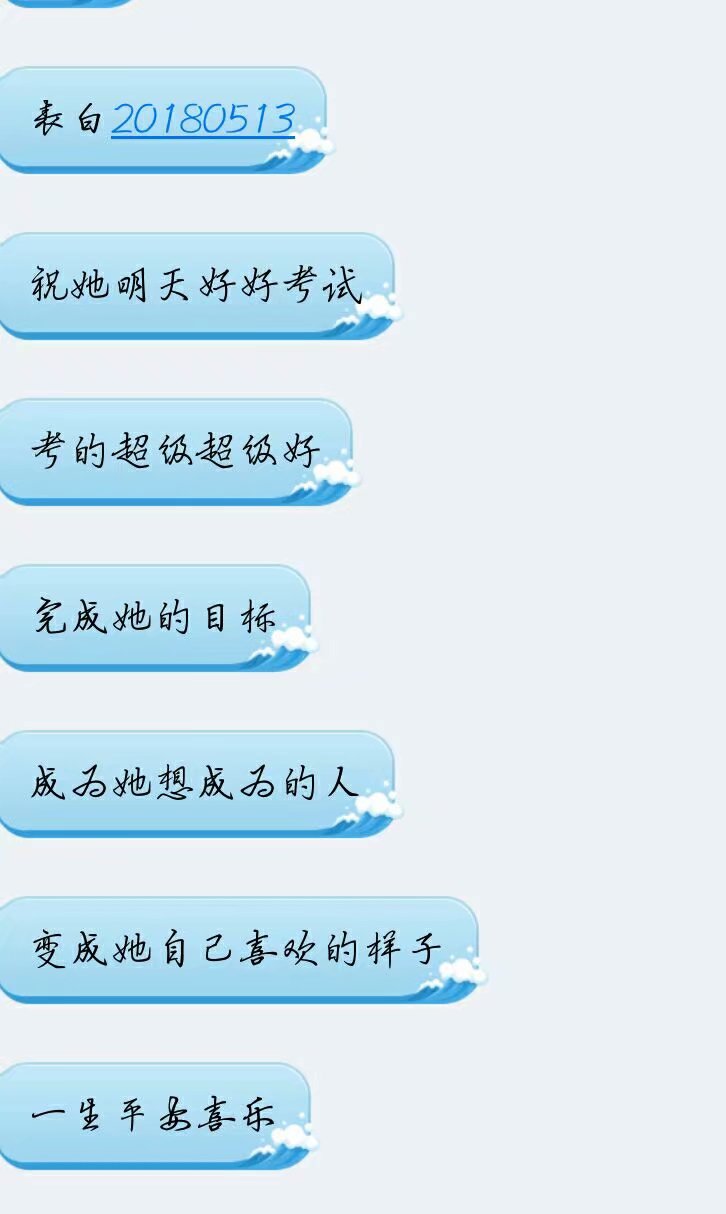 表白20180513
祝她明天好好考试
考的超级超级好
完成她的目标
成为她想成为的人
变成她自己喜欢的样子
一生平安喜乐